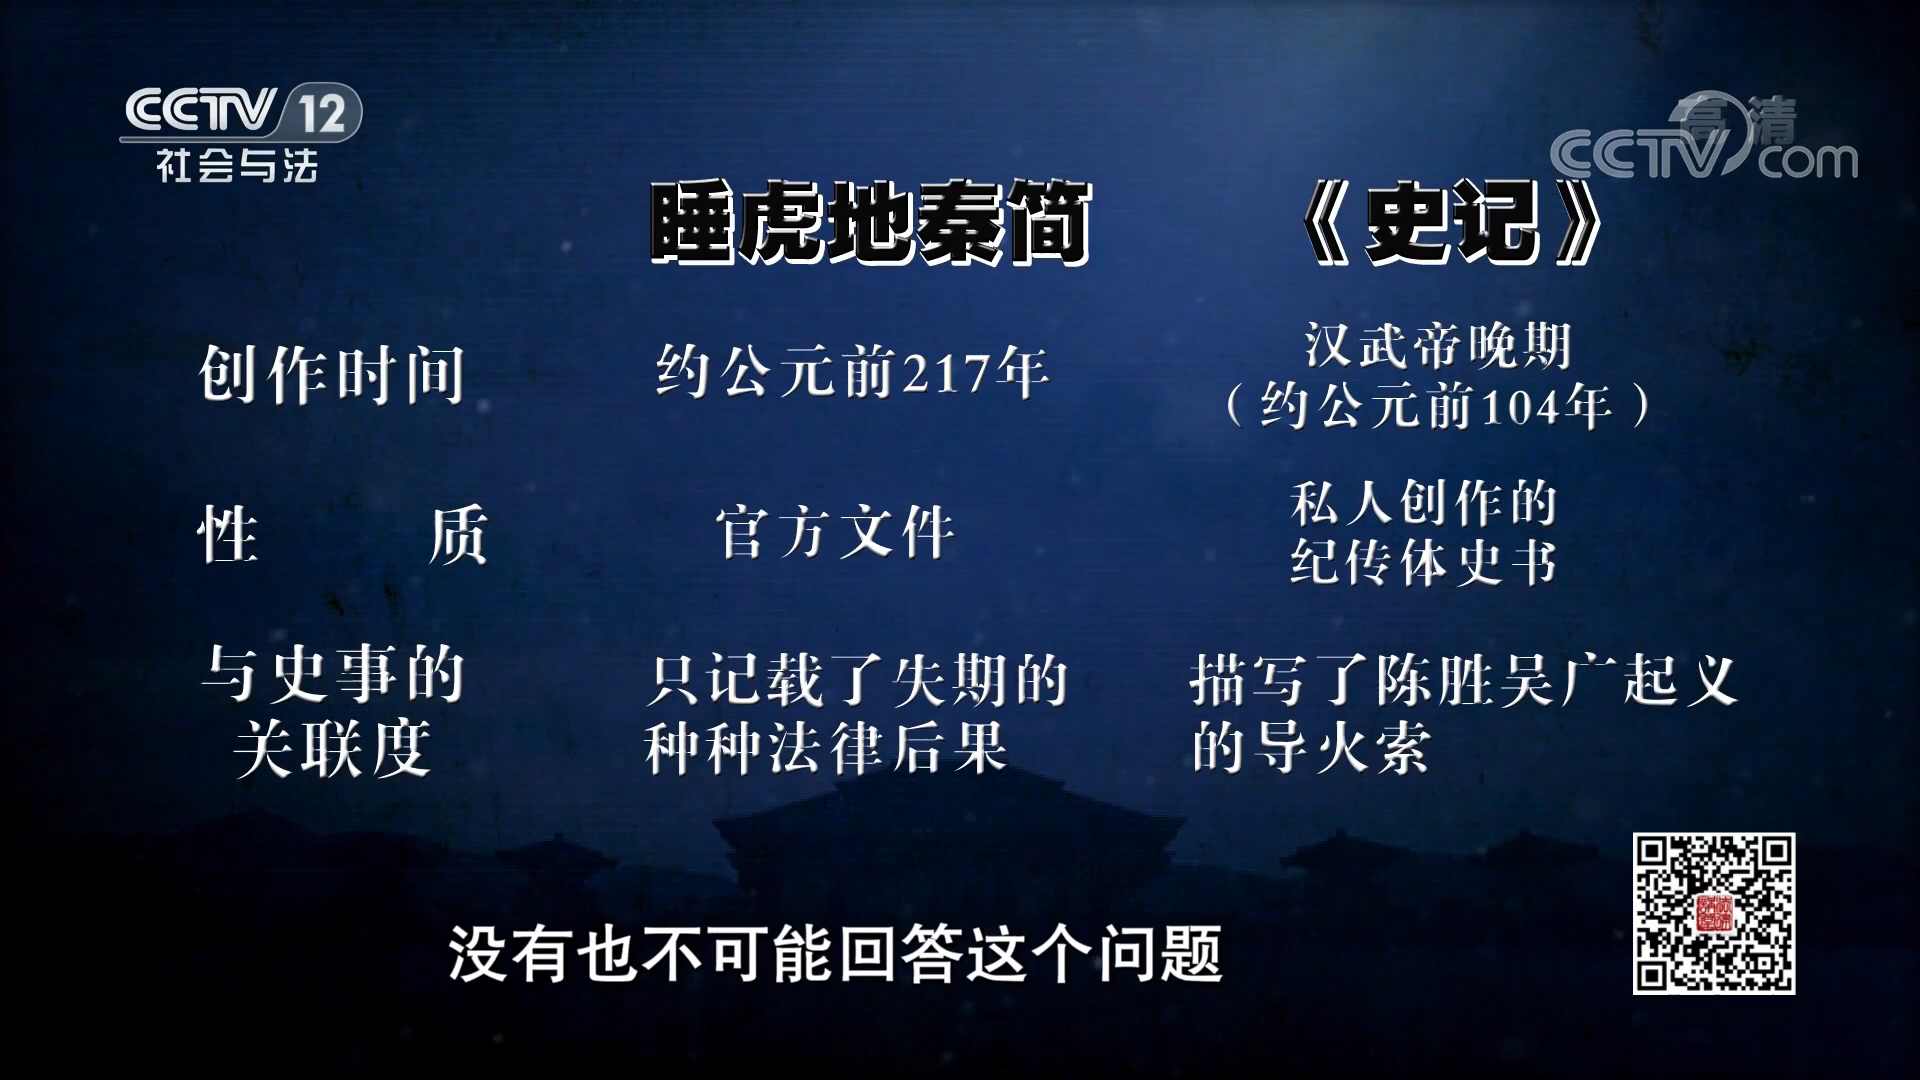 CCTV 12
社会与法
高清
CCTV com
睡虎地秦简 《史记》
创作时间 约公元前217年 汉武帝晚期
（约公元前104年）
性 质 官方文件 私人创作的
纪传体史书
与史事的
关联度
只记载了失期的
种种法律后果
描写了陈胜吴广起义
的导火索
没有也不可能回答这个问题